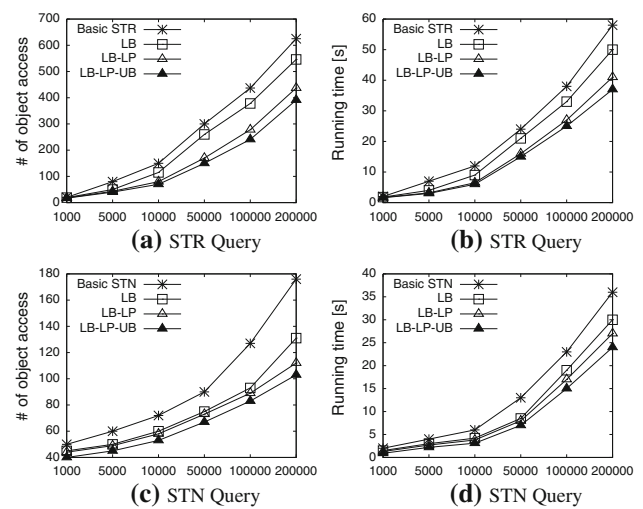 # of object access
700
600
500
400
300
200
100
0
Basic STR
LB
LB-LP
LB-LP-UB
1000 5000 10000 50000 100000 200000
(a) STR Query
Running time [s]
60
50
40
30
20
10
0
Basic STR
LB
LB-LP
LB-LP-UB
1000 5000 10000 50000 100000 200000
(b) STR Query
# of object access
180
160
140
120
100
80
60
40
Basic STN
LB
LB-LP
LB-LP-UB
1000 5000 10000 50000 100000 200000
(c) STN Query
Running time [s]
40
35
30
25
20
15
10
5
0
Basic STN
LB
LB-LP
LB-LP-UB
1000 5000 10000 50000 100000 200000
(d) STN Query